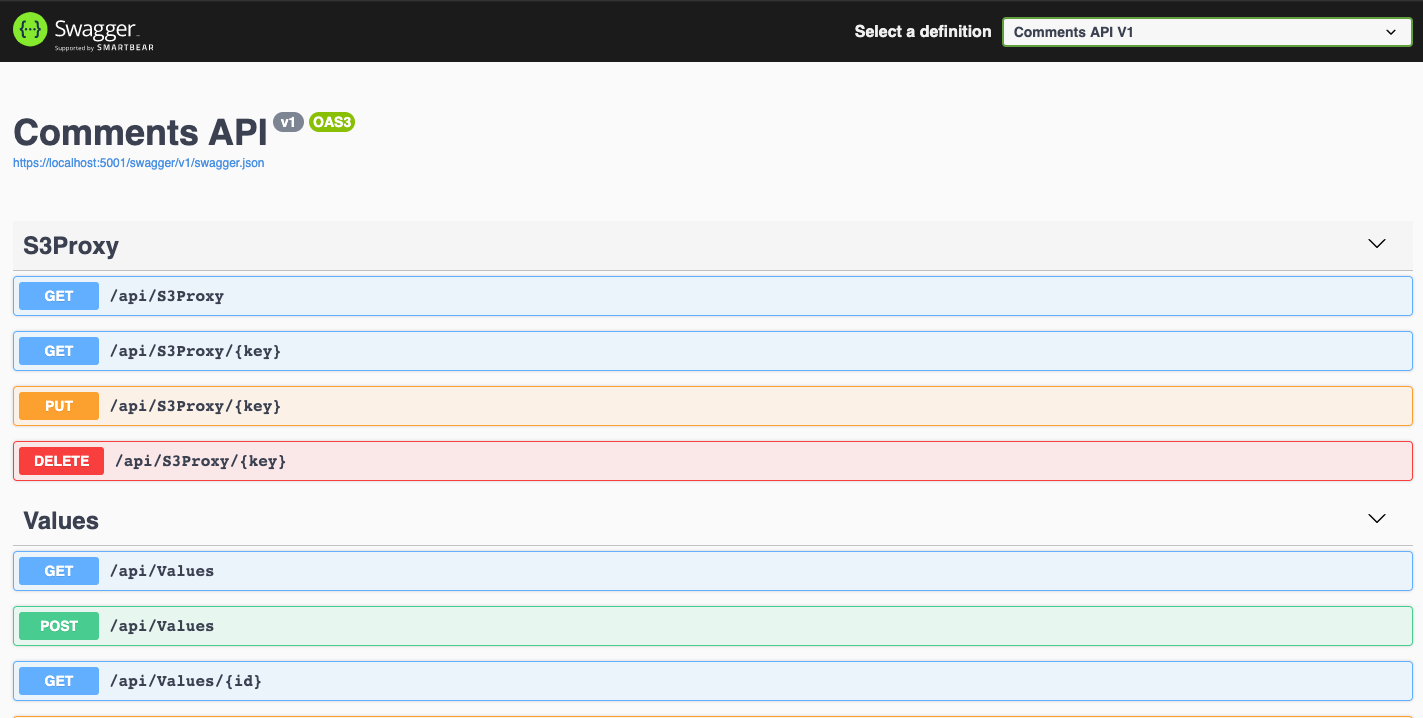 Swagger
Supported by SMARTBEAR
Select a definition
Comments API V1
Comments API v1 OAS3
https://localhost:5001/swagger/v1/swagger.json
S3Proxy
GET /api/S3Proxy
GET /api/S3Proxy/{key}
PUT /api/S3Proxy/{key}
DELETE /api/S3Proxy/{key}
Values
GET /api/Values
POST /api/Values
GET /api/Values/{id}